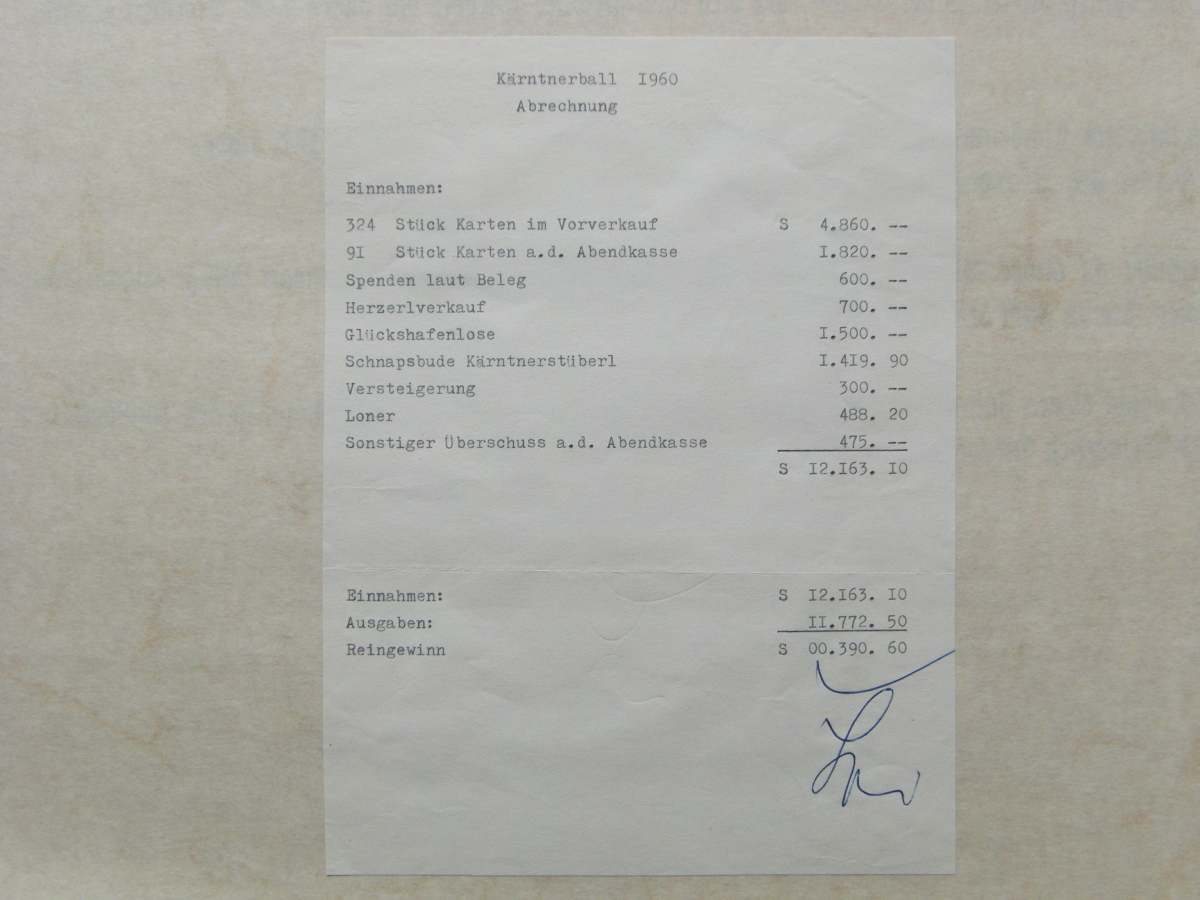 Kärntnerball I960
Abrechnung
Einnahmen:
324 Stück Karten im Vorverkauf S 4.860. --
9I Stück Karten a.d. Abendkasse I.820. --
Spenden laut Beleg 600. --
Herzerlverkauf 700. --
Glückshafenlose I.500. --
Schnapsbude Kärntnerstüberl I.4I9. 90
Versteigerung 300. --
Loner 488. 20
Sonstiger Überschuss a.d. Abendkasse 475. --
S I2.I63. I0
Einnahmen: S I2.I63. I0
Ausgaben: II.772. 50
Reingewinn S 00.390. 60